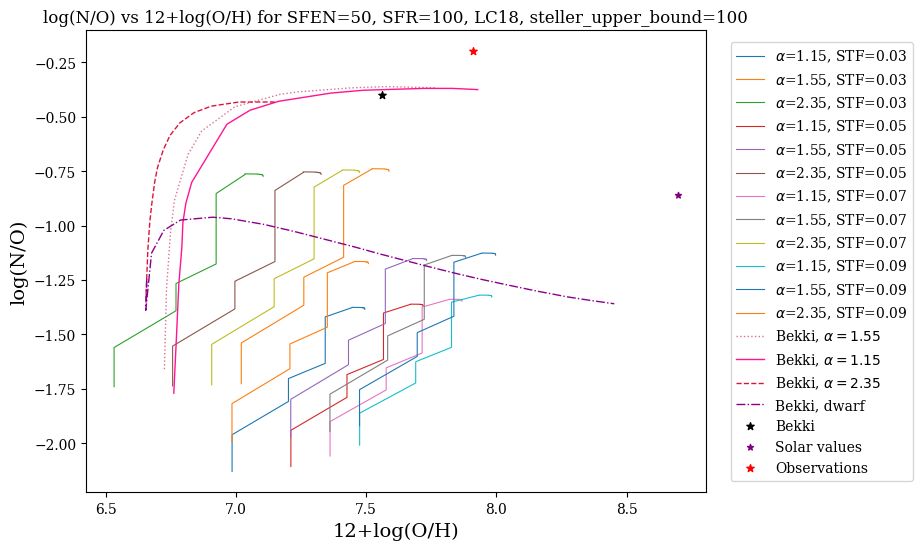 log(N/O) vs 12+log(O/H) for SFEN=50, SFR=100, LC18, steller_upper_bound=100
log(N/O)
−0.25
−0.50
−0.75
−1.00
−1.25
−1.50
−1.75
−2.00
6.5 7.0 7.5 8.0 8.5
12+log(O/H)
α=1.15, STF=0.03
α=1.55, STF=0.03
α=2.35, STF=0.03
α=1.15, STF=0.05
α=1.55, STF=0.05
α=2.35, STF=0.05
α=1.15, STF=0.07
α=1.55, STF=0.07
α=2.35, STF=0.07
α=1.15, STF=0.09
α=1.55, STF=0.09
α=2.35, STF=0.09
Bekki, α = 1.55
Bekki, α = 1.15
Bekki, α = 2.35
Bekki, dwarf
Bekki
Solar values
Observations